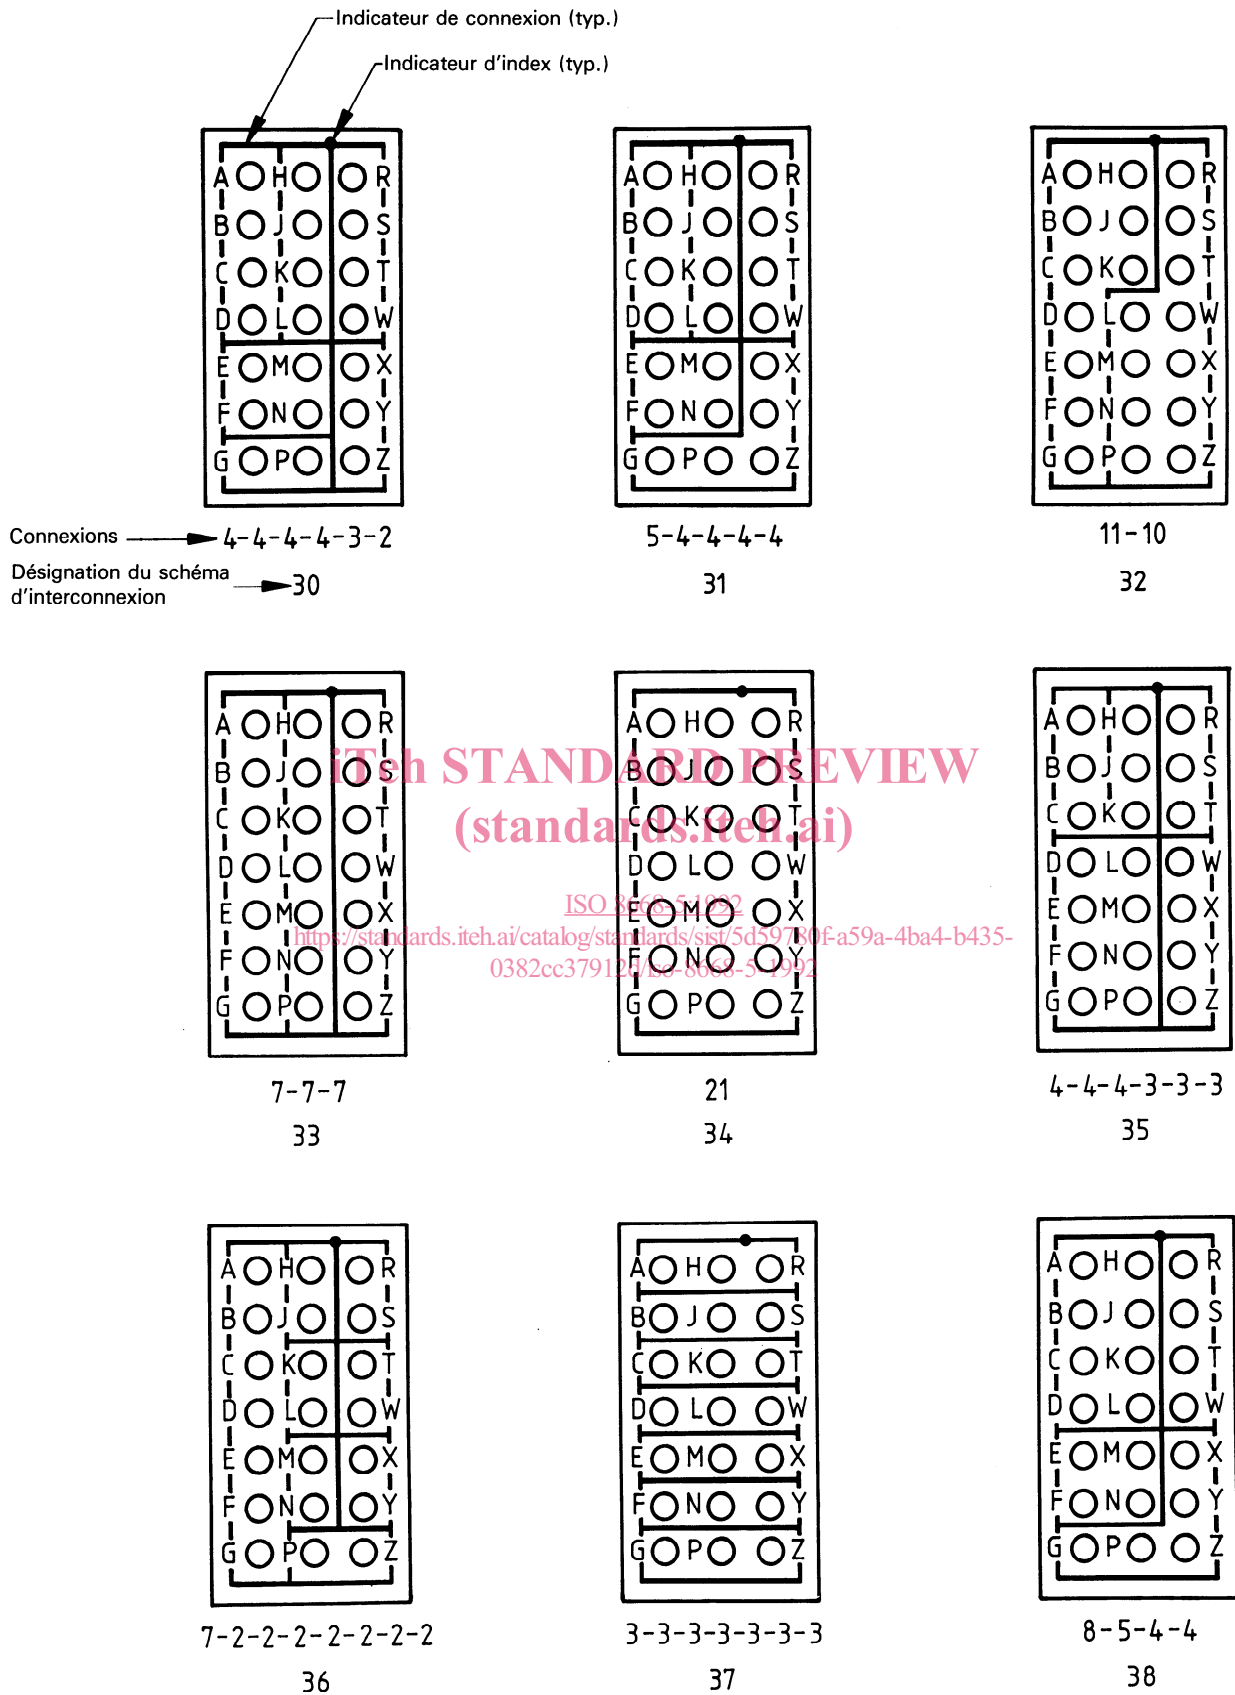 Indicateur de connexion (typ.)
Indicateur d'index (typ.)
A H R
B J S
C K T
D L W
E M X
F N Y
G P Z
A H R
B J S
C K T
D L W
E M X
F N Y
G P Z
A H R
B J S
C K T
D L W
E M X
F N Y
G P Z
Connexions 4-4-4-4-3-2
5-4-4-4-4
11-10
Désignation du schéma
d'interconnexion
30
31
32
A H R
B J S
C K T
D L W
E M X
F N Y
G P Z
A H R
B J S
C K T
D L W
E M X
F N Y
G P Z
A H R
B J S
C K T
D L W
E M X
F N Y
G P Z
iTeh STANDARD PREVIEW
(standards.iteh.ai)
ISO 8668-5:1992
https://standards.iteh.ai/catalog/standards/sist/5d59780f-a59a-4ba4-b435-
0382cc37912d/iso-8668-5-1992
7-7-7
21
4-4-4-3-3-3
33
34
35
A H R
B J S
C K T
D L W
E M X
F N Y
G P Z
A H R
B J S
C K T
D L W
E M X
F N Y
G P Z
A H R
B J S
C K T
D L W
E M X
F N Y
G P Z
7-2-2-2-2-2-2-2
3-3-3-3-3-3-3
8-5-4-4
36
37
38